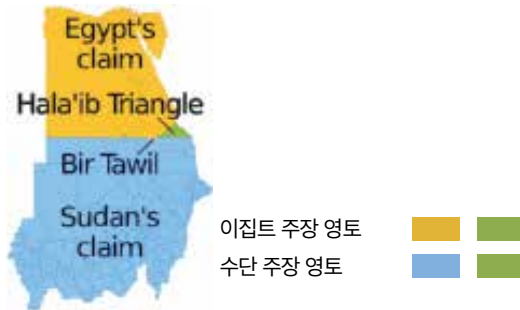 Egypt's
claim
Hala'ib Triangle
Bir Tawil
Sudan's
claim
이집트 주장 영토
수단 주장 영토